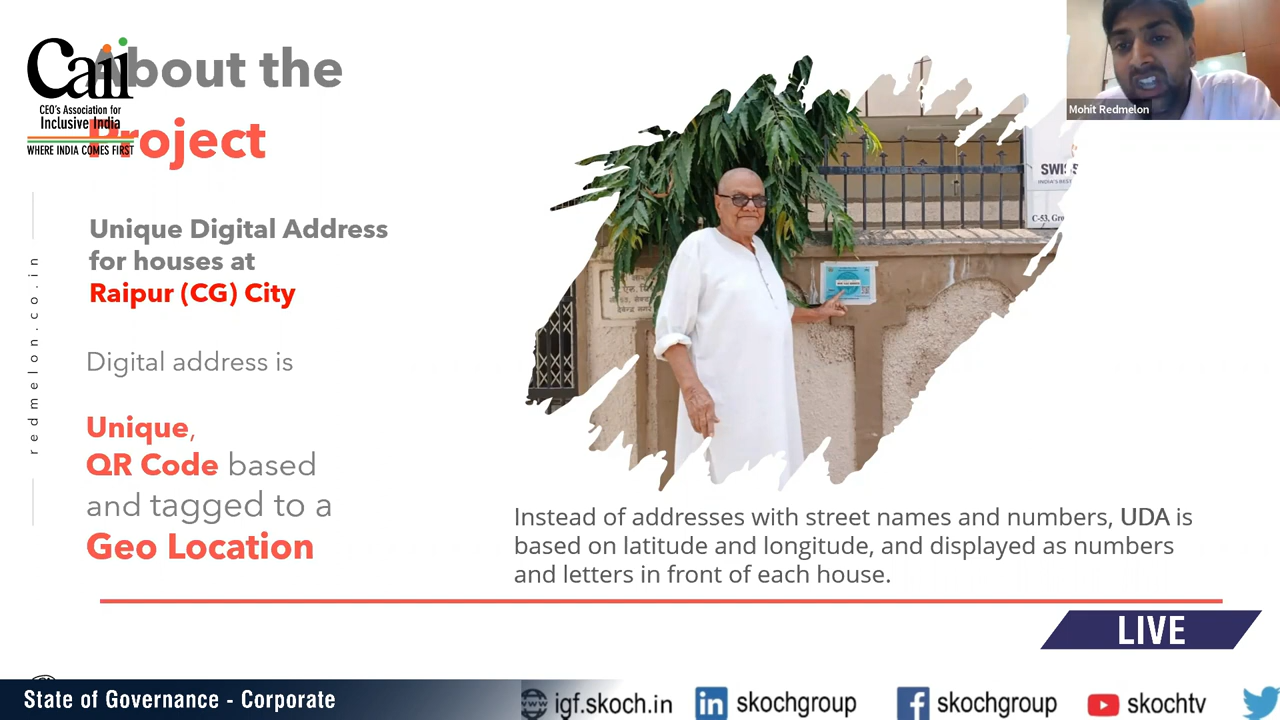 About the
Project
Caii
CEO's Association for
Inclusive India
WHERE INDIA COMES FIRST
Mohit Redmelon
redmelon.co.in
Unique Digital Address
for houses at
Raipur (CG) City
Digital address is
Unique,
QR Code based
and tagged to a
Geo Location
C-53,
Instead of addresses with street names and numbers, UDA is
based on latitude and longitude, and displayed as numbers
and letters in front of each house.
LIVE
State of Governance - Corporate
igf.skoch.in
skochgroup
skochgroup
skochtv